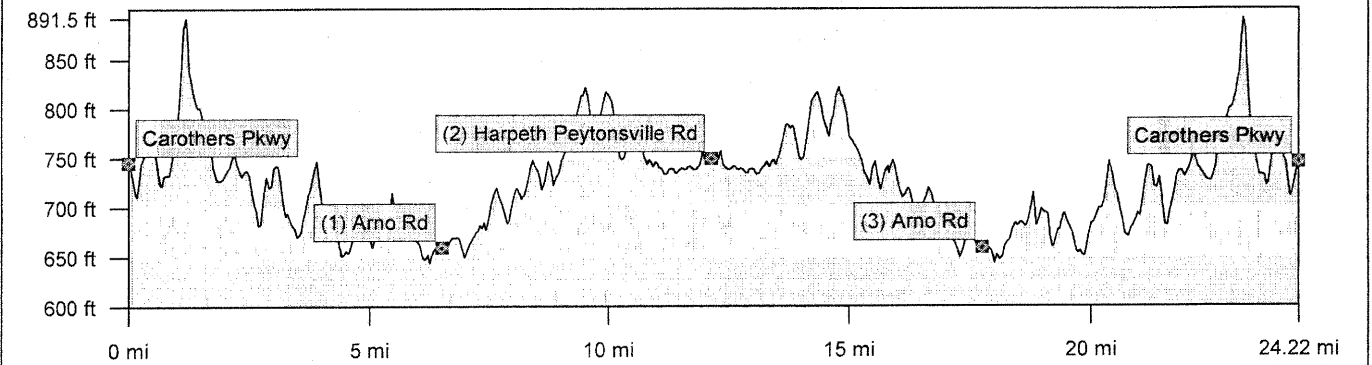 891.5 ft
850 ft
800 ft
750 ft
700 ft
650 ft
600 ft
Carothers Pkwy
(1) Arno Rd
(2) Harpeth Peytonsville Rd
(3) Arno Rd
Carothers Pkwy
0 mi
5 mi
10 mi
15 mi
20 mi
24.22 mi